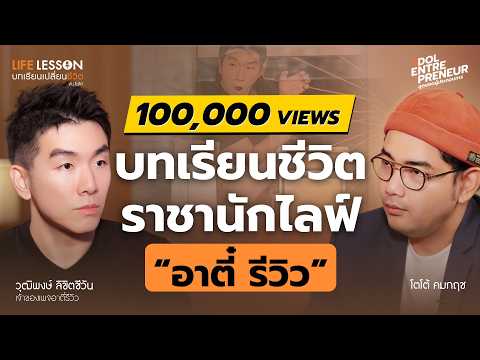 LIFE LESSON
บทเรียนเปลี่ยนชีวิต
DOL
ENTRE
PRENEUR
100,000 VIEWS
บทเรียนชีวิต
ราชานักไลฟ์
“อาตี๋ รีวิว”
วุฒิพงษ์ ลิขิตชีวัน
เจ้าของเพจอาตี๋รีวิว
โตโต้ คมกฤช